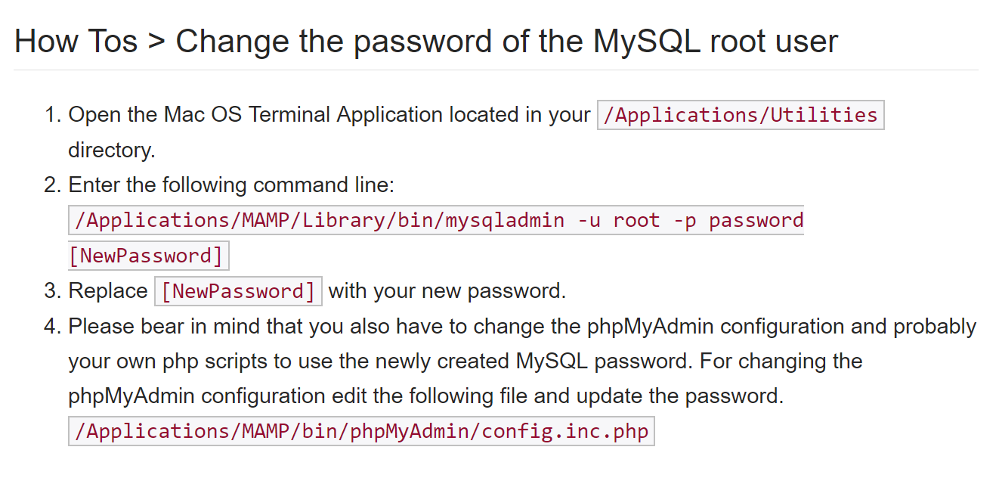 How Tos > Change the password of the MySQL root user
1. Open the Mac OS Terminal Application located in your /Applications/Utilities
directory.
2. Enter the following command line:
/Applications/MAMP/Library/bin/mysqladmin -u root -p password
[NewPassword]
3. Replace [NewPassword] with your new password.
4. Please bear in mind that you also have to change the phpMyAdmin configuration and probably
your own php scripts to use the newly created MySQL password. For changing the
phpMyAdmin configuration edit the following file and update the password.
/Applications/MAMP/bin/phpMyAdmin/config.inc.php